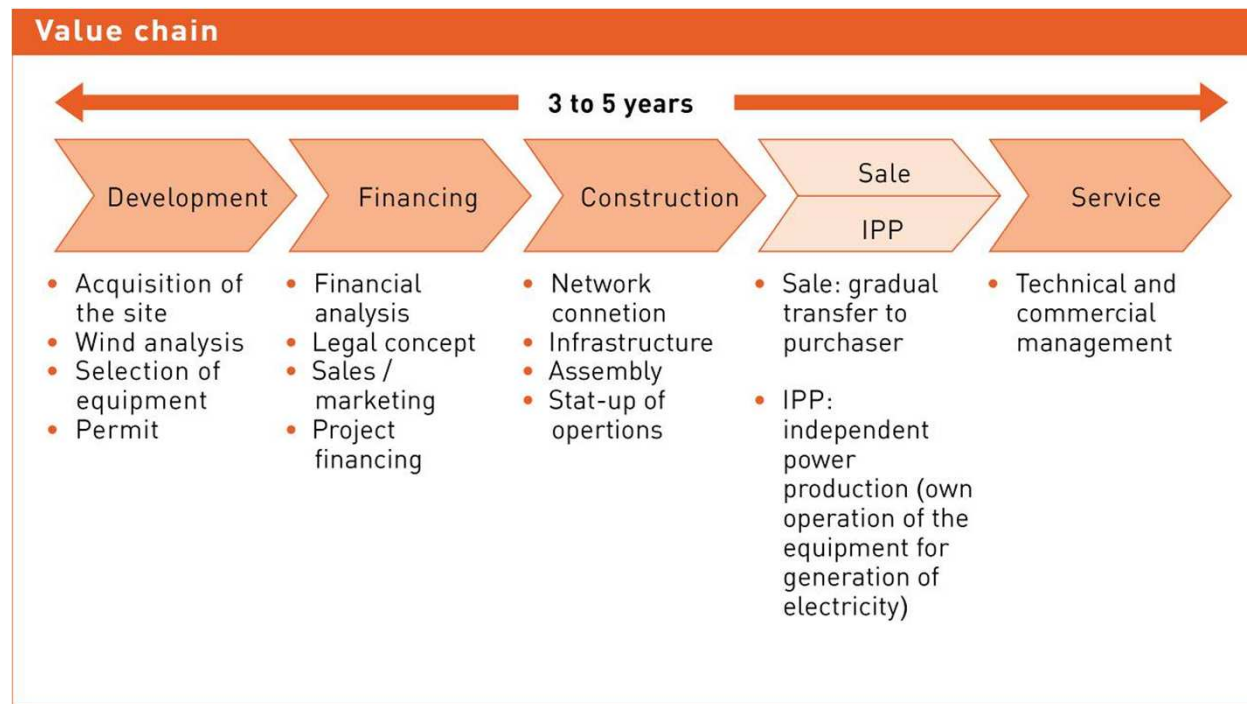 Value chain
3 to 5 years
Development
Financing
Construction
Sale
IPP
Service
• Acquisition of
the site
• Wind analysis
• Selection of
equipment
• Permit
• Financial
analysis
• Legal concept
• Sales /
marketing
• Project
financing
• Network
connetion
• Infrastructure
• Assembly
• Stat-up of
opertions
• Sale: gradual
transfer to
purchaser
• IPP:
independent
power
production (own
operation of the
equipment for
generation of
electricity)
• Technical and
commercial
management